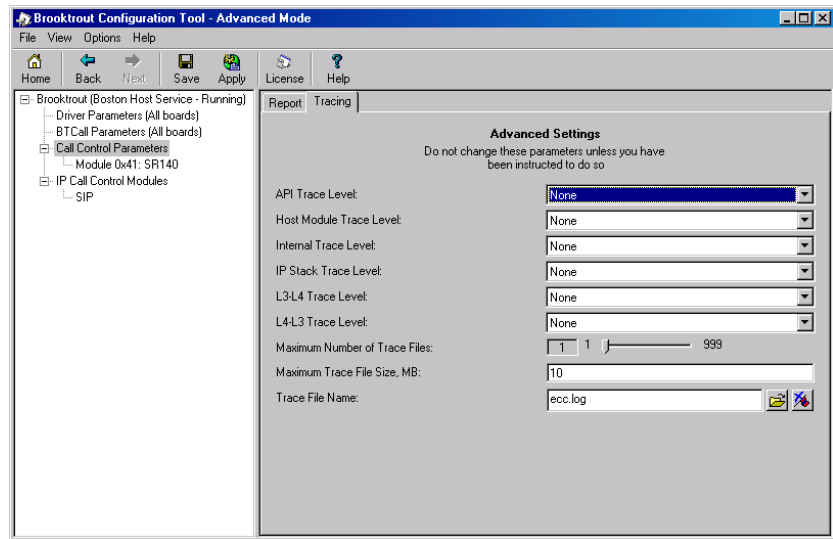 Brooktrout Configuration Tool - Advanced Mode
File View Options Help
Home Back Next Save Apply License Help
Brooktrout (Boston Host Service - Running)
Driver Parameters (All boards)
BTCall Parameters (All boards)
Call Control Parameters
Module 0x41: SR140
IP Call Control Modules
SIP
Report Tracing
Advanced Settings
Do not change these parameters unless you have
been instructed to do so
API Trace Level: None
Host Module Trace Level: None
Internal Trace Level: None
IP Stack Trace Level: None
L3-L4 Trace Level: None
L4-L3 Trace Level: None
Maximum Number of Trace Files: 1 1 999
Maximum Trace File Size, MB: 10
Trace File Name: ecc.log